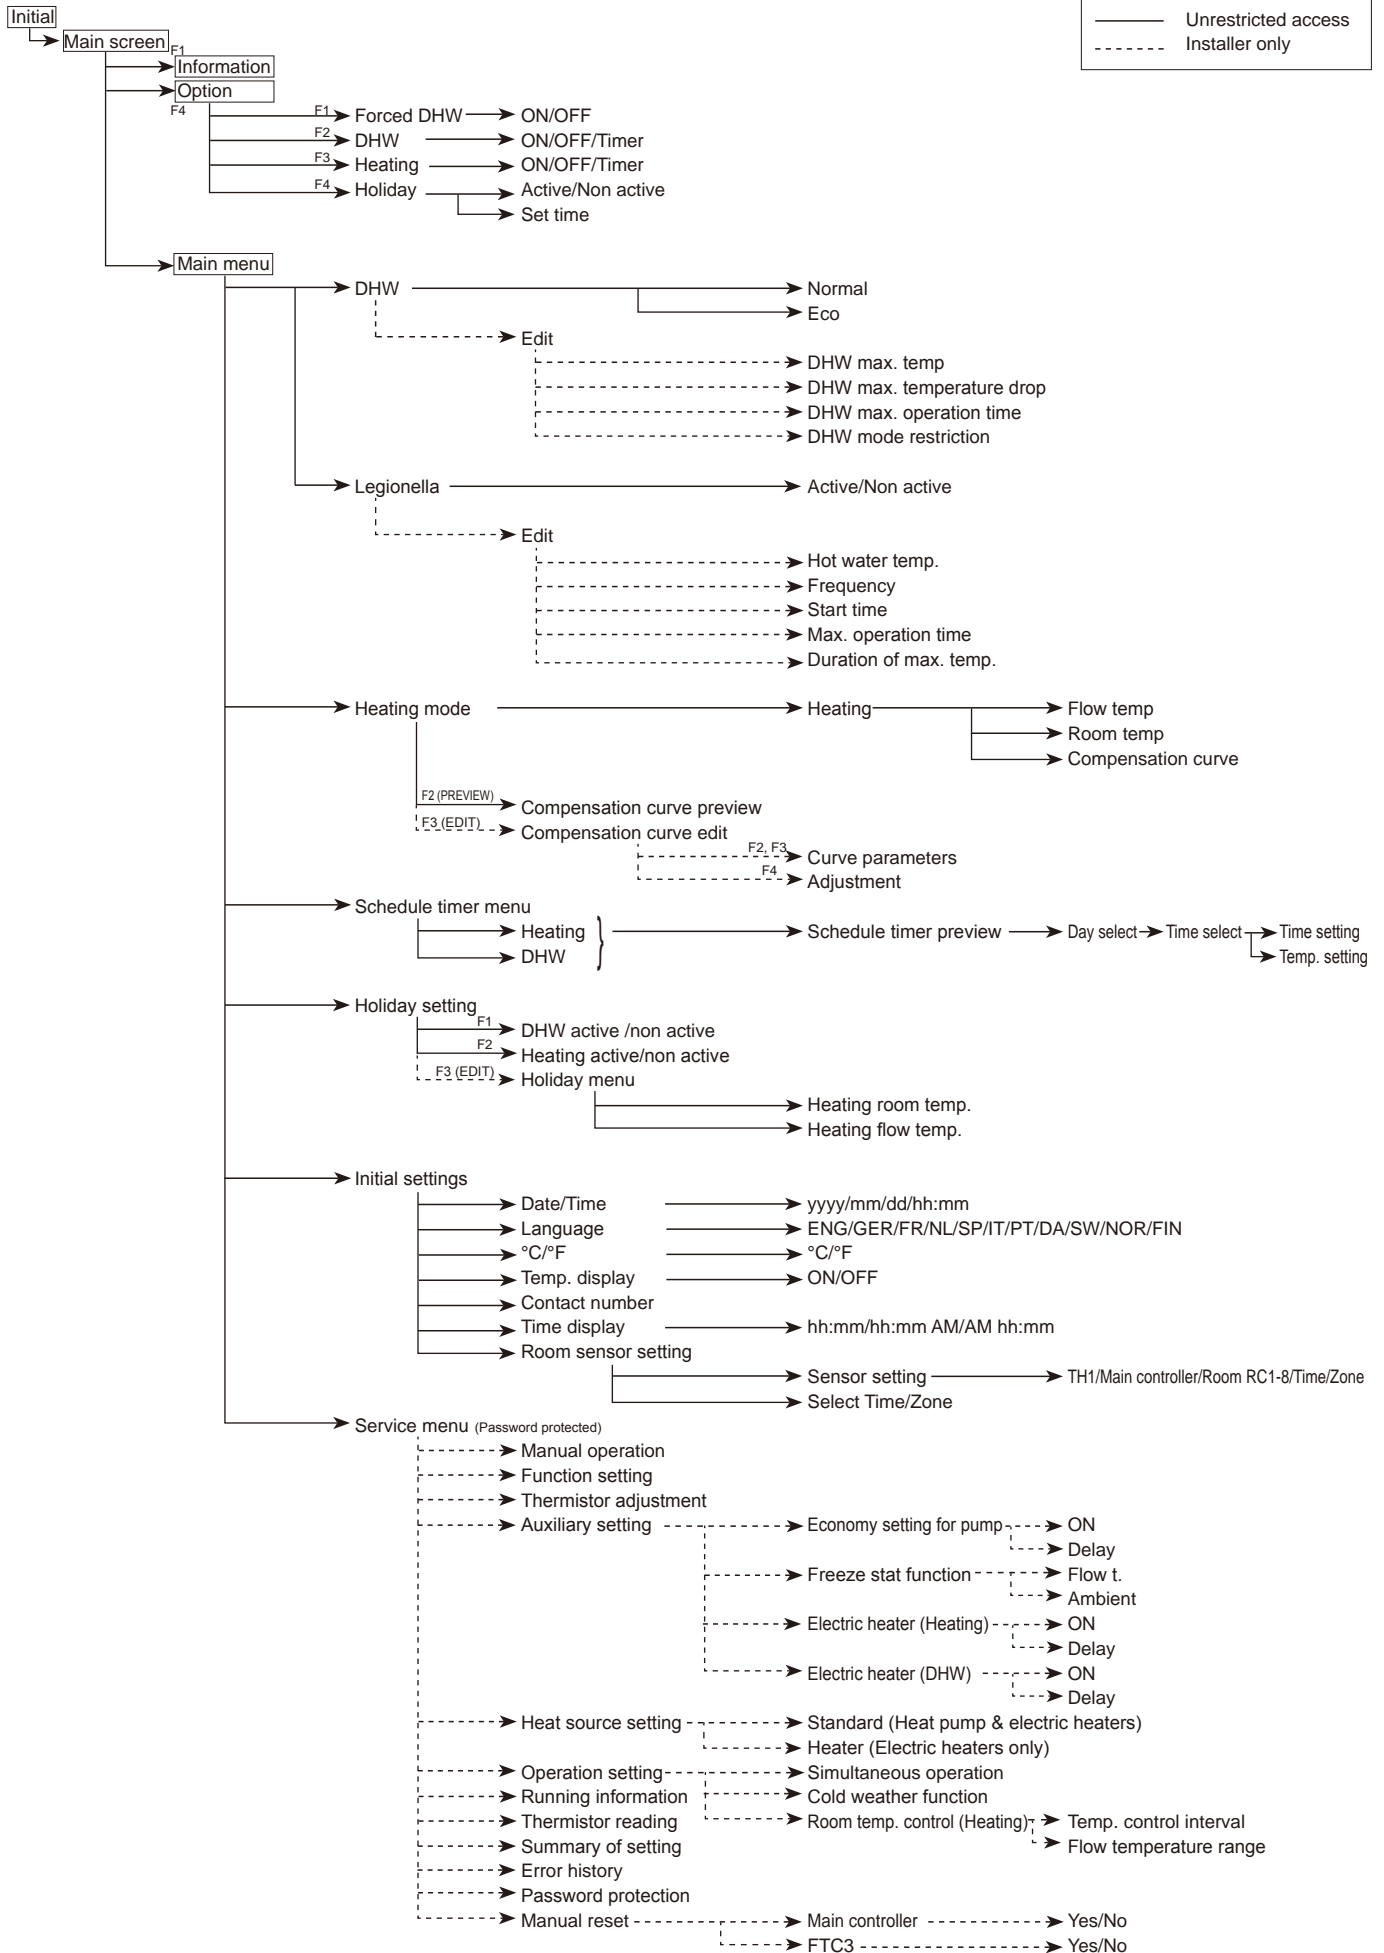 Initial
Unrestricted access
Installer only
Main screen
F1
Information
Option
F4
F1 Forced DHW ON/OFF
F2 DHW ON/OFF/Timer
F3 Heating ON/OFF/Timer
F4 Holiday Active/Non active
Set time
Main menu
DHW Normal
Eco
Edit
DHW max. temp
DHW max. temperature drop
DHW max. operation time
DHW mode restriction
Legionella Active/Non active
Edit
Hot water temp.
Frequency
Start time
Max. operation time
Duration of max. temp.
Heating mode Heating Flow temp
Room temp
Compensation curve
F2 (PREVIEW) Compensation curve preview
F3 (EDIT) Compensation curve edit
F2, F3 Curve parameters
F4 Adjustment
Schedule timer menu
Heating } Schedule timer preview Day select Time select Time setting
DHW Temp. setting
Holiday setting
F1 DHW active /non active
F2 Heating active/non active
F3 (EDIT) Holiday menu
Heating room temp.
Heating flow temp.
Initial settings
Date/Time yyyy/mm/dd/hh:mm
Language ENG/GER/FR/NL/SP/IT/PT/DA/SW/NOR/FIN
°C/°F °C/°F
Temp. display ON/OFF
Contact number
Time display hh:mm/hh:mm AM/AM hh:mm
Room sensor setting
Sensor setting TH1/Main controller/Room RC1-8/Time/Zone
Select Time/Zone
Service menu (Password protected)
Manual operation
Function setting
Thermistor adjustment
Auxiliary setting Economy setting for pump ON
Delay
Freeze stat function Flow t.
Ambient
Electric heater (Heating) ON
Delay
Electric heater (DHW) ON
Delay
Heat source setting Standard (Heat pump & electric heaters)
Heater (Electric heaters only)
Operation setting Simultaneous operation
Running information Cold weather function
Thermistor reading Room temp. control (Heating) Temp. control interval
Summary of setting Flow temperature range
Error history
Password protection
Manual reset Main controller Yes/No
FTC3 Yes/No